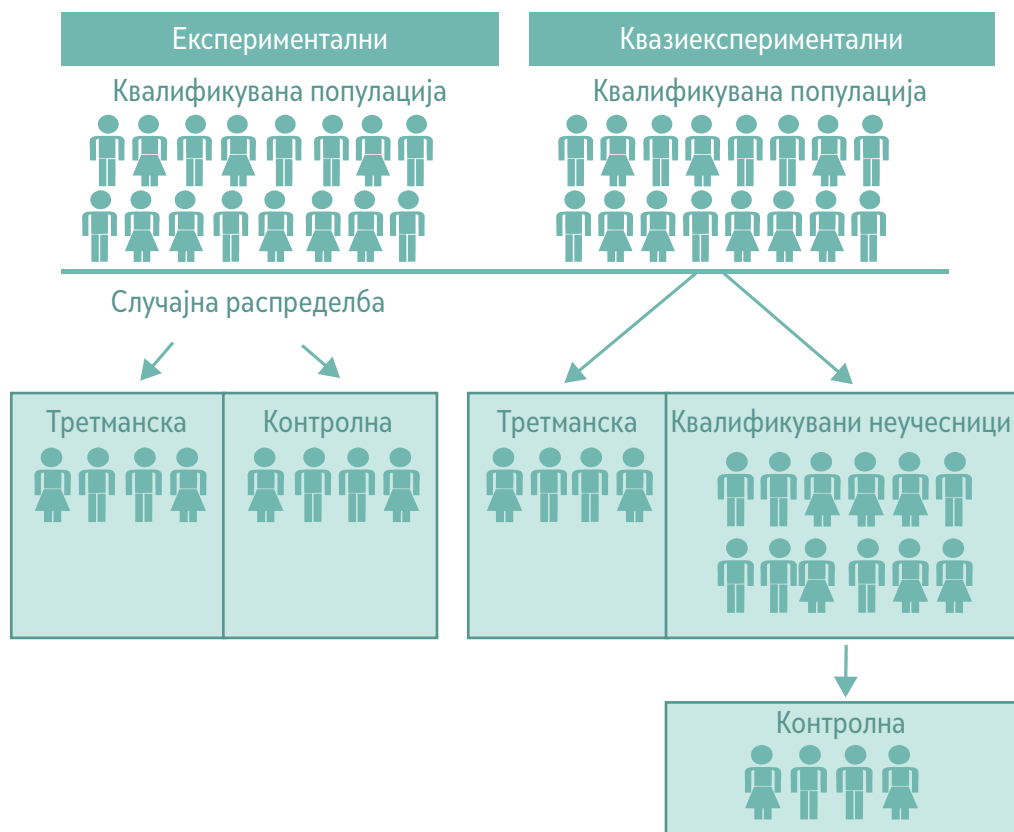 Експериментални
Квазиекспериментални
Квалификувана популација
Квалификувана популација
Случајна распределба
Третманска
Контролна
Третманска
Квалификувани неучесници
Контролна